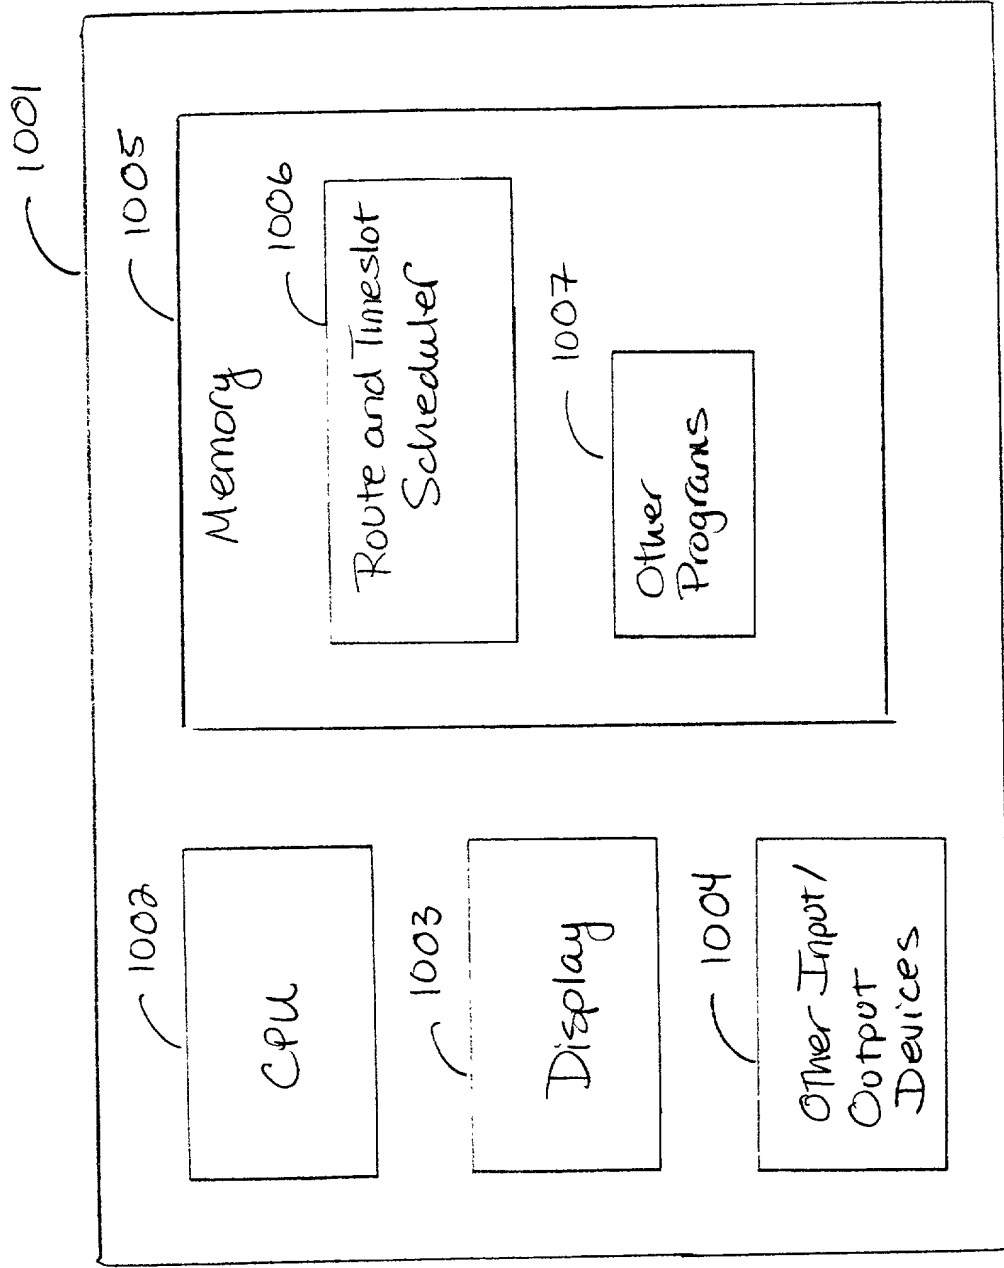 1001
1005
Memory
1006
Route and Timeslot
Scheduler
1007
Other
Programs
1002
CPU
1003
Display
1004
Other Input/
Output
Devices